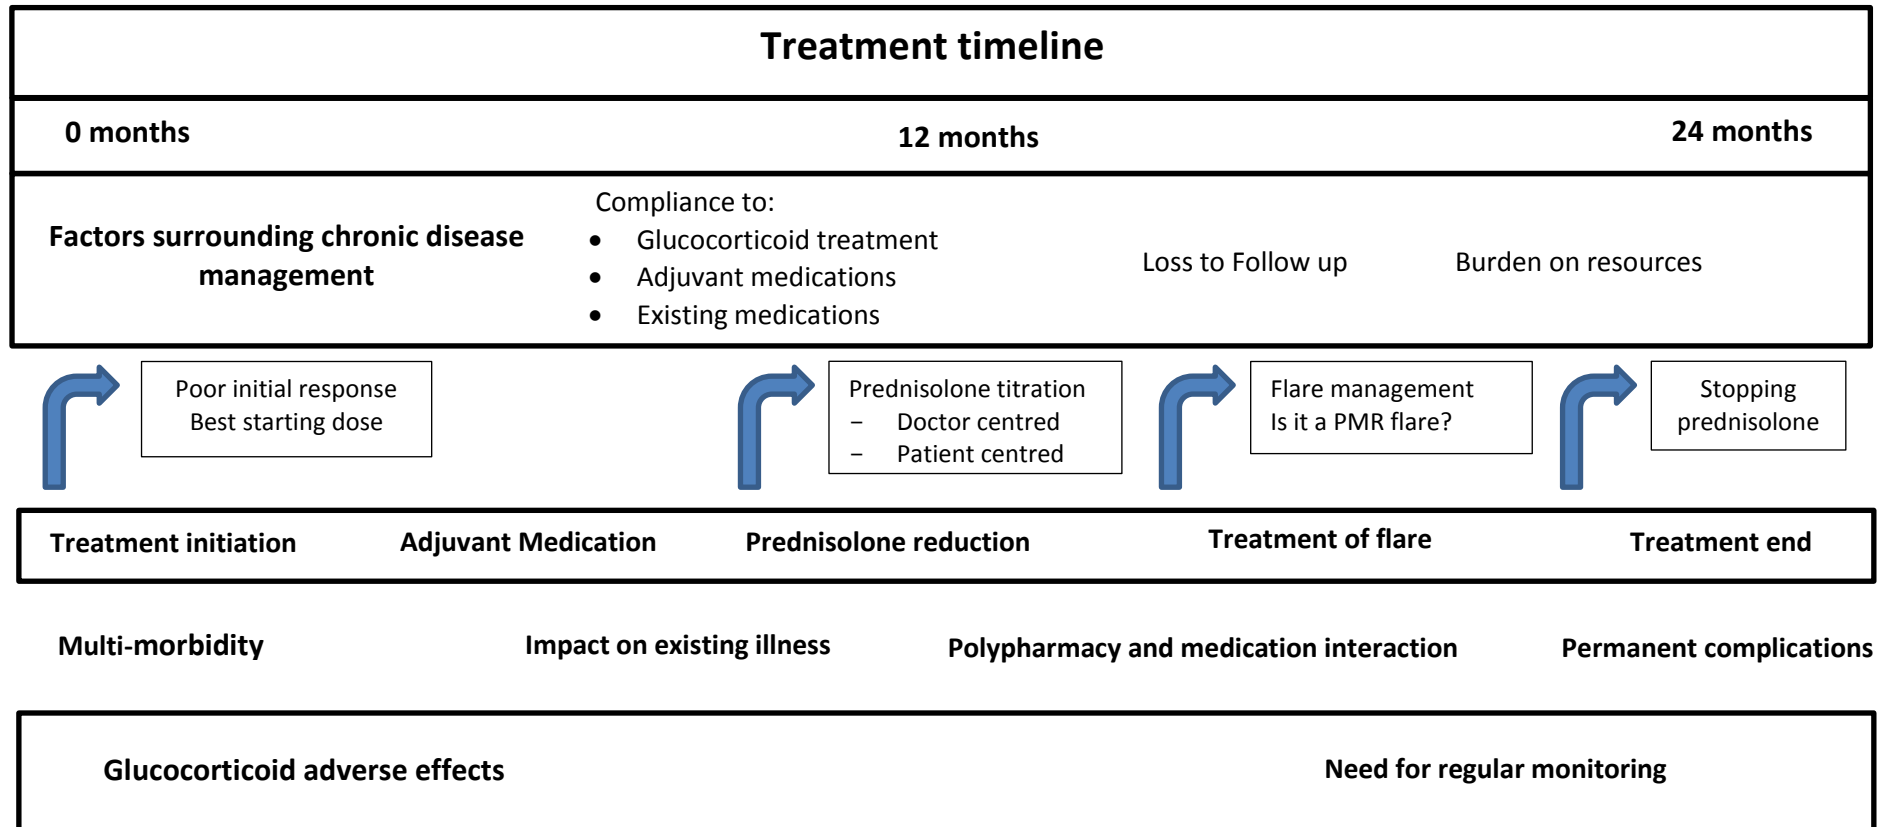 Treatment timeline
0 months
12 months
24 months
Factors surrounding chronic disease
management
Compliance to:
• Glucocorticoid treatment
• Adjuvant medications
• Existing medications
Loss to Follow up
Burden on resources
Poor initial response
Best starting dose
Prednisolone titration
− Doctor centred
− Patient centred
Flare management
Is it a PMR flare?
Stopping
prednisolone
Treatment initiation
Adjuvant Medication
Prednisolone reduction
Treatment of flare
Treatment end
Multi-morbidity
Impact on existing illness
Polypharmacy and medication interaction
Permanent complications
Glucocorticoid adverse effects
Need for regular monitoring